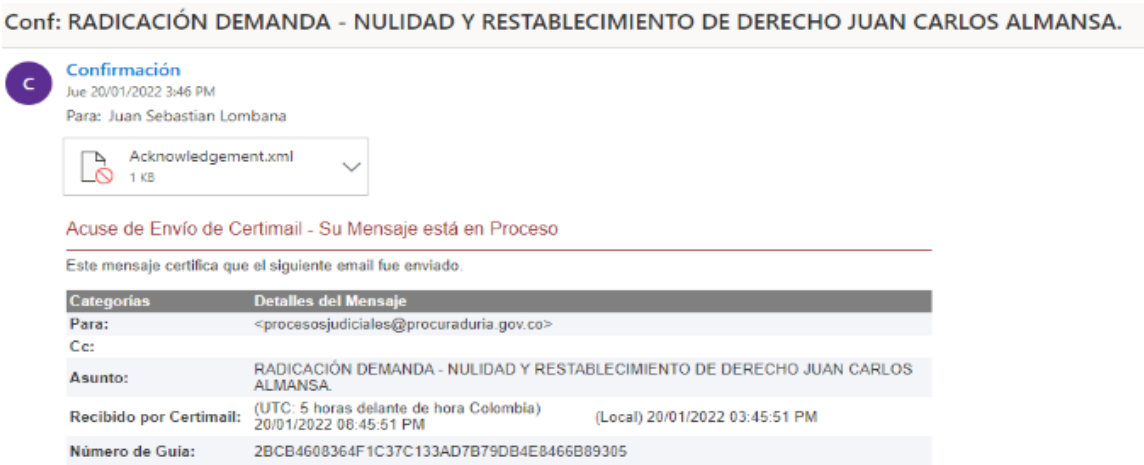 Conf: RADICACIÓN DEMANDA - NULIDAD Y RESTABLECIMIENTO DE DERECHO JUAN CARLOS ALMANSA.
C
Confirmación
Jue 20/01/2022 3:46 PM
Para: Juan Sebastian Lombana
Acknowledgement.xml
1 KB
Acuse de Envío de Certimail - Su Mensaje está en Proceso
Este mensaje certifica que el siguiente email fue enviado.
Categorías Detalles del Mensaje
Para: <procesosjudiciales@procuraduria.gov.co>
Cc:
Asunto: RADICACIÓN DEMANDA - NULIDAD Y RESTABLECIMIENTO DE DERECHO JUAN CARLOS
ALMANSA.
Recibido por Certimail: (UTC: 5 horas delante de hora Colombia)
20/01/2022 08:45:51 PM (Local) 20/01/2022 03:45:51 PM
Número de Guía: 2BCB4608364F1C37C133AD7B79DB4E8466B89305